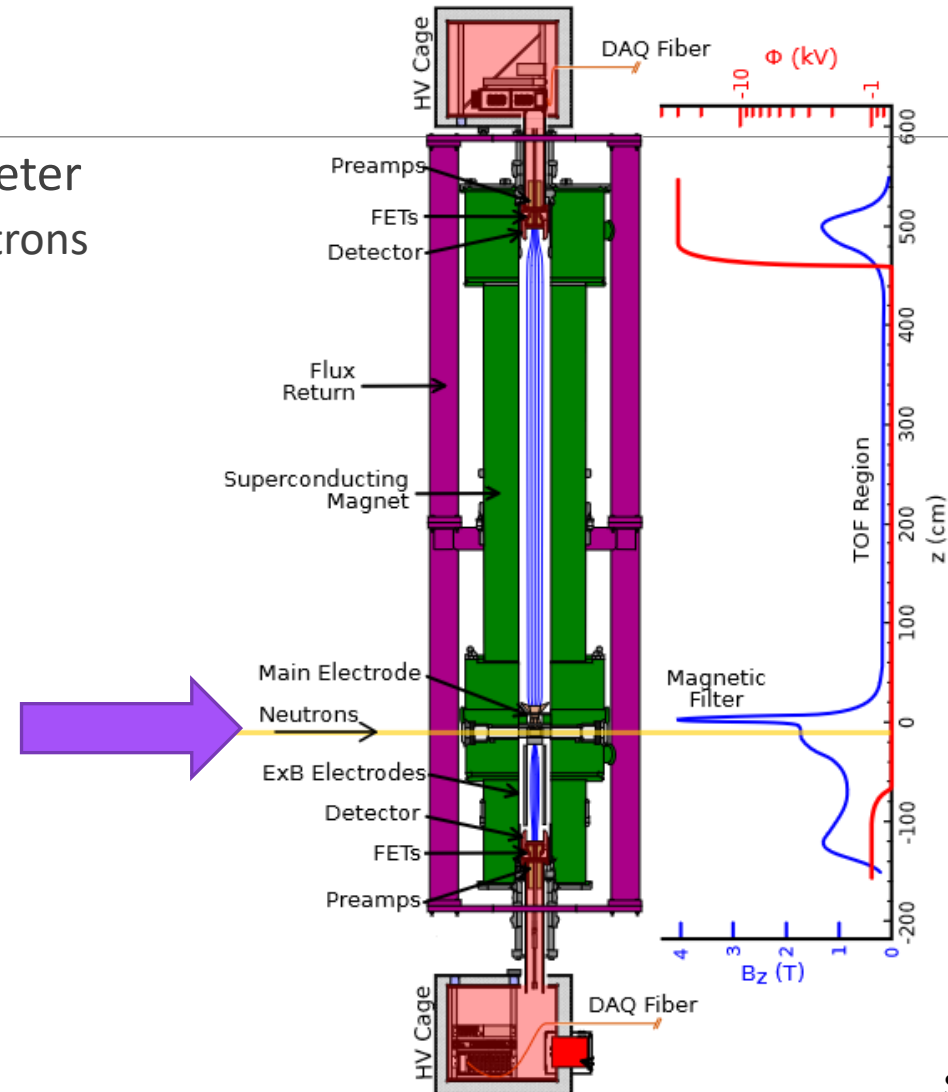 HV Cage
DAQ Fiber
Φ (kV)
-10
-1
eter
trons
Preamps
FETs
Detector
Flux
Return
Superconducting
Magnet
Main Electrode
Neutrons
ExB Electrodes
Detector
FETs
Preamps
HV Cage
DAQ Fiber
Magnetic
Filter
TOF Region
600
500
400
300
200
100
0
-100
-200
z (cm)
4
3
2
1
0
Bz (T)